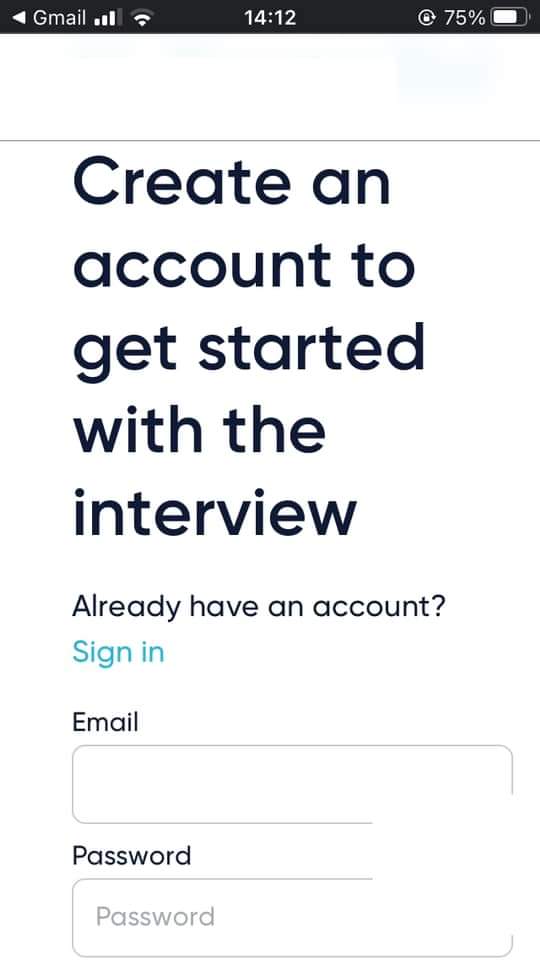 Gmail
14:12
75%
Create an
account to
get started
with the
interview
Already have an account?
Sign in
Email
Password
Password